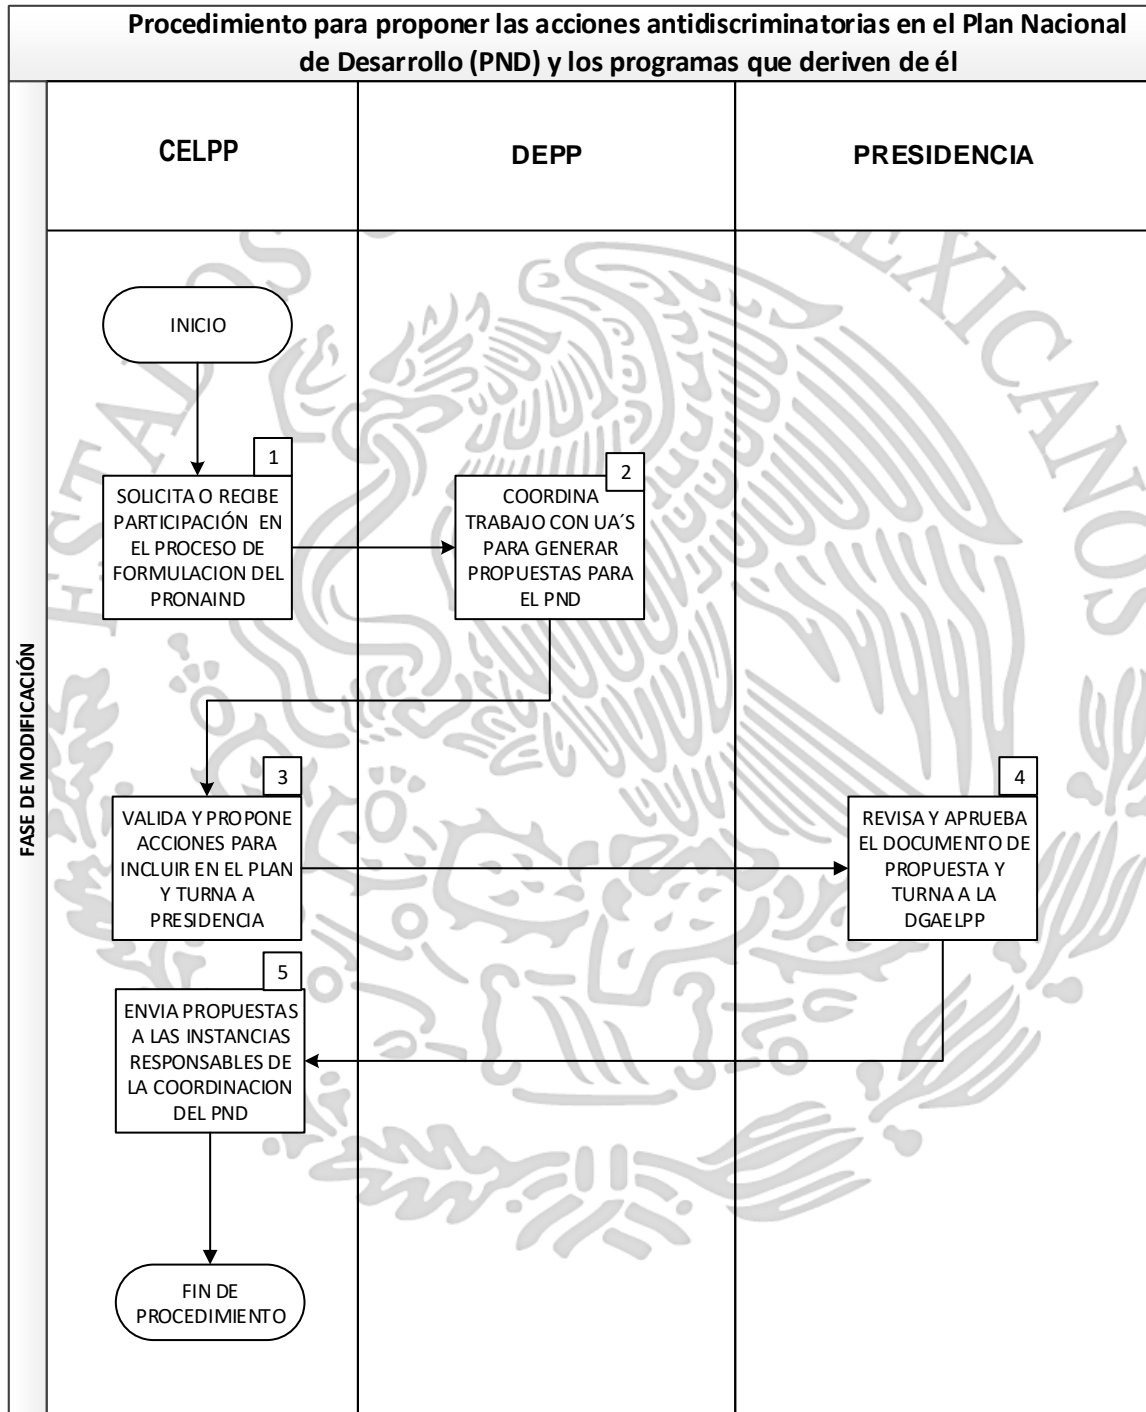 Procedimiento para proponer las acciones antidiscriminatorias en el Plan Nacional
de Desarrollo (PND) y los programas que deriven de él
CELPP
DEPP
PRESIDENCIA
FASE DE MODIFICACIÓN
INICIO
1
SOLICITA O RECIBE
PARTICIPACIÓN EN
EL PROCESO DE
FORMULACION DEL
PRONAIND
2
COORDINA
TRABAJO CON UA´S
PARA GENERAR
PROPUESTAS PARA
EL PND
3
VALIDA Y PROPONE
ACCIONES PARA
INCLUIR EN EL PLAN
Y TURNA A
PRESIDENCIA
4
REVISA Y APRUEBA
EL DOCUMENTO DE
PROPUESTA Y
TURNA A LA
DGAELPP
5
ENVIA PROPUESTAS
A LAS INSTANCIAS
RESPONSABLES DE
LA COORDINACION
DEL PND
FIN DE
PROCEDIMIENTO
ESTADOS
MEXICANOS